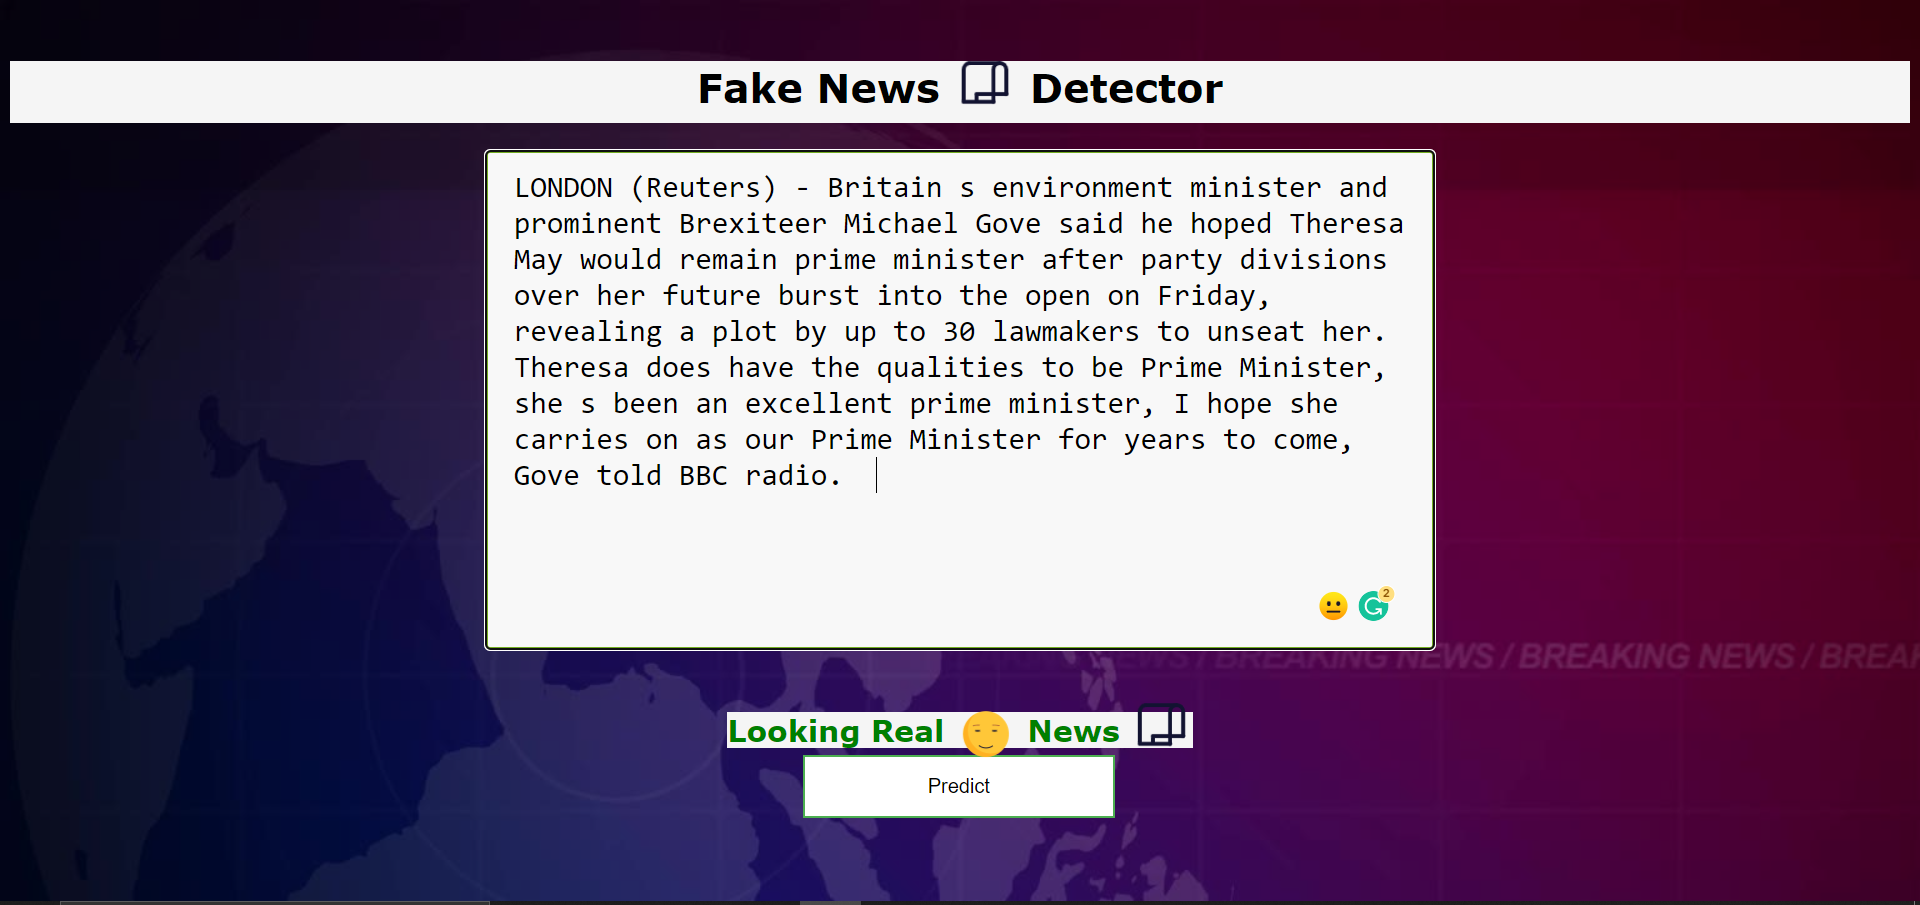 Fake News Detector
LONDON (Reuters) - Britain s environment minister and
prominent Brexiteer Michael Gove said he hoped Theresa
May would remain prime minister after party divisions
over her future burst into the open on Friday,
revealing a plot by up to 30 lawmakers to unseat her.
Theresa does have the qualities to be Prime Minister,
she s been an excellent prime minister, I hope she
carries on as our Prime Minister for years to come,
Gove told BBC radio.
2
NEWS / BREAKING NEWS / BREAKING NEWS / BREAK
Looking Real News
Predict